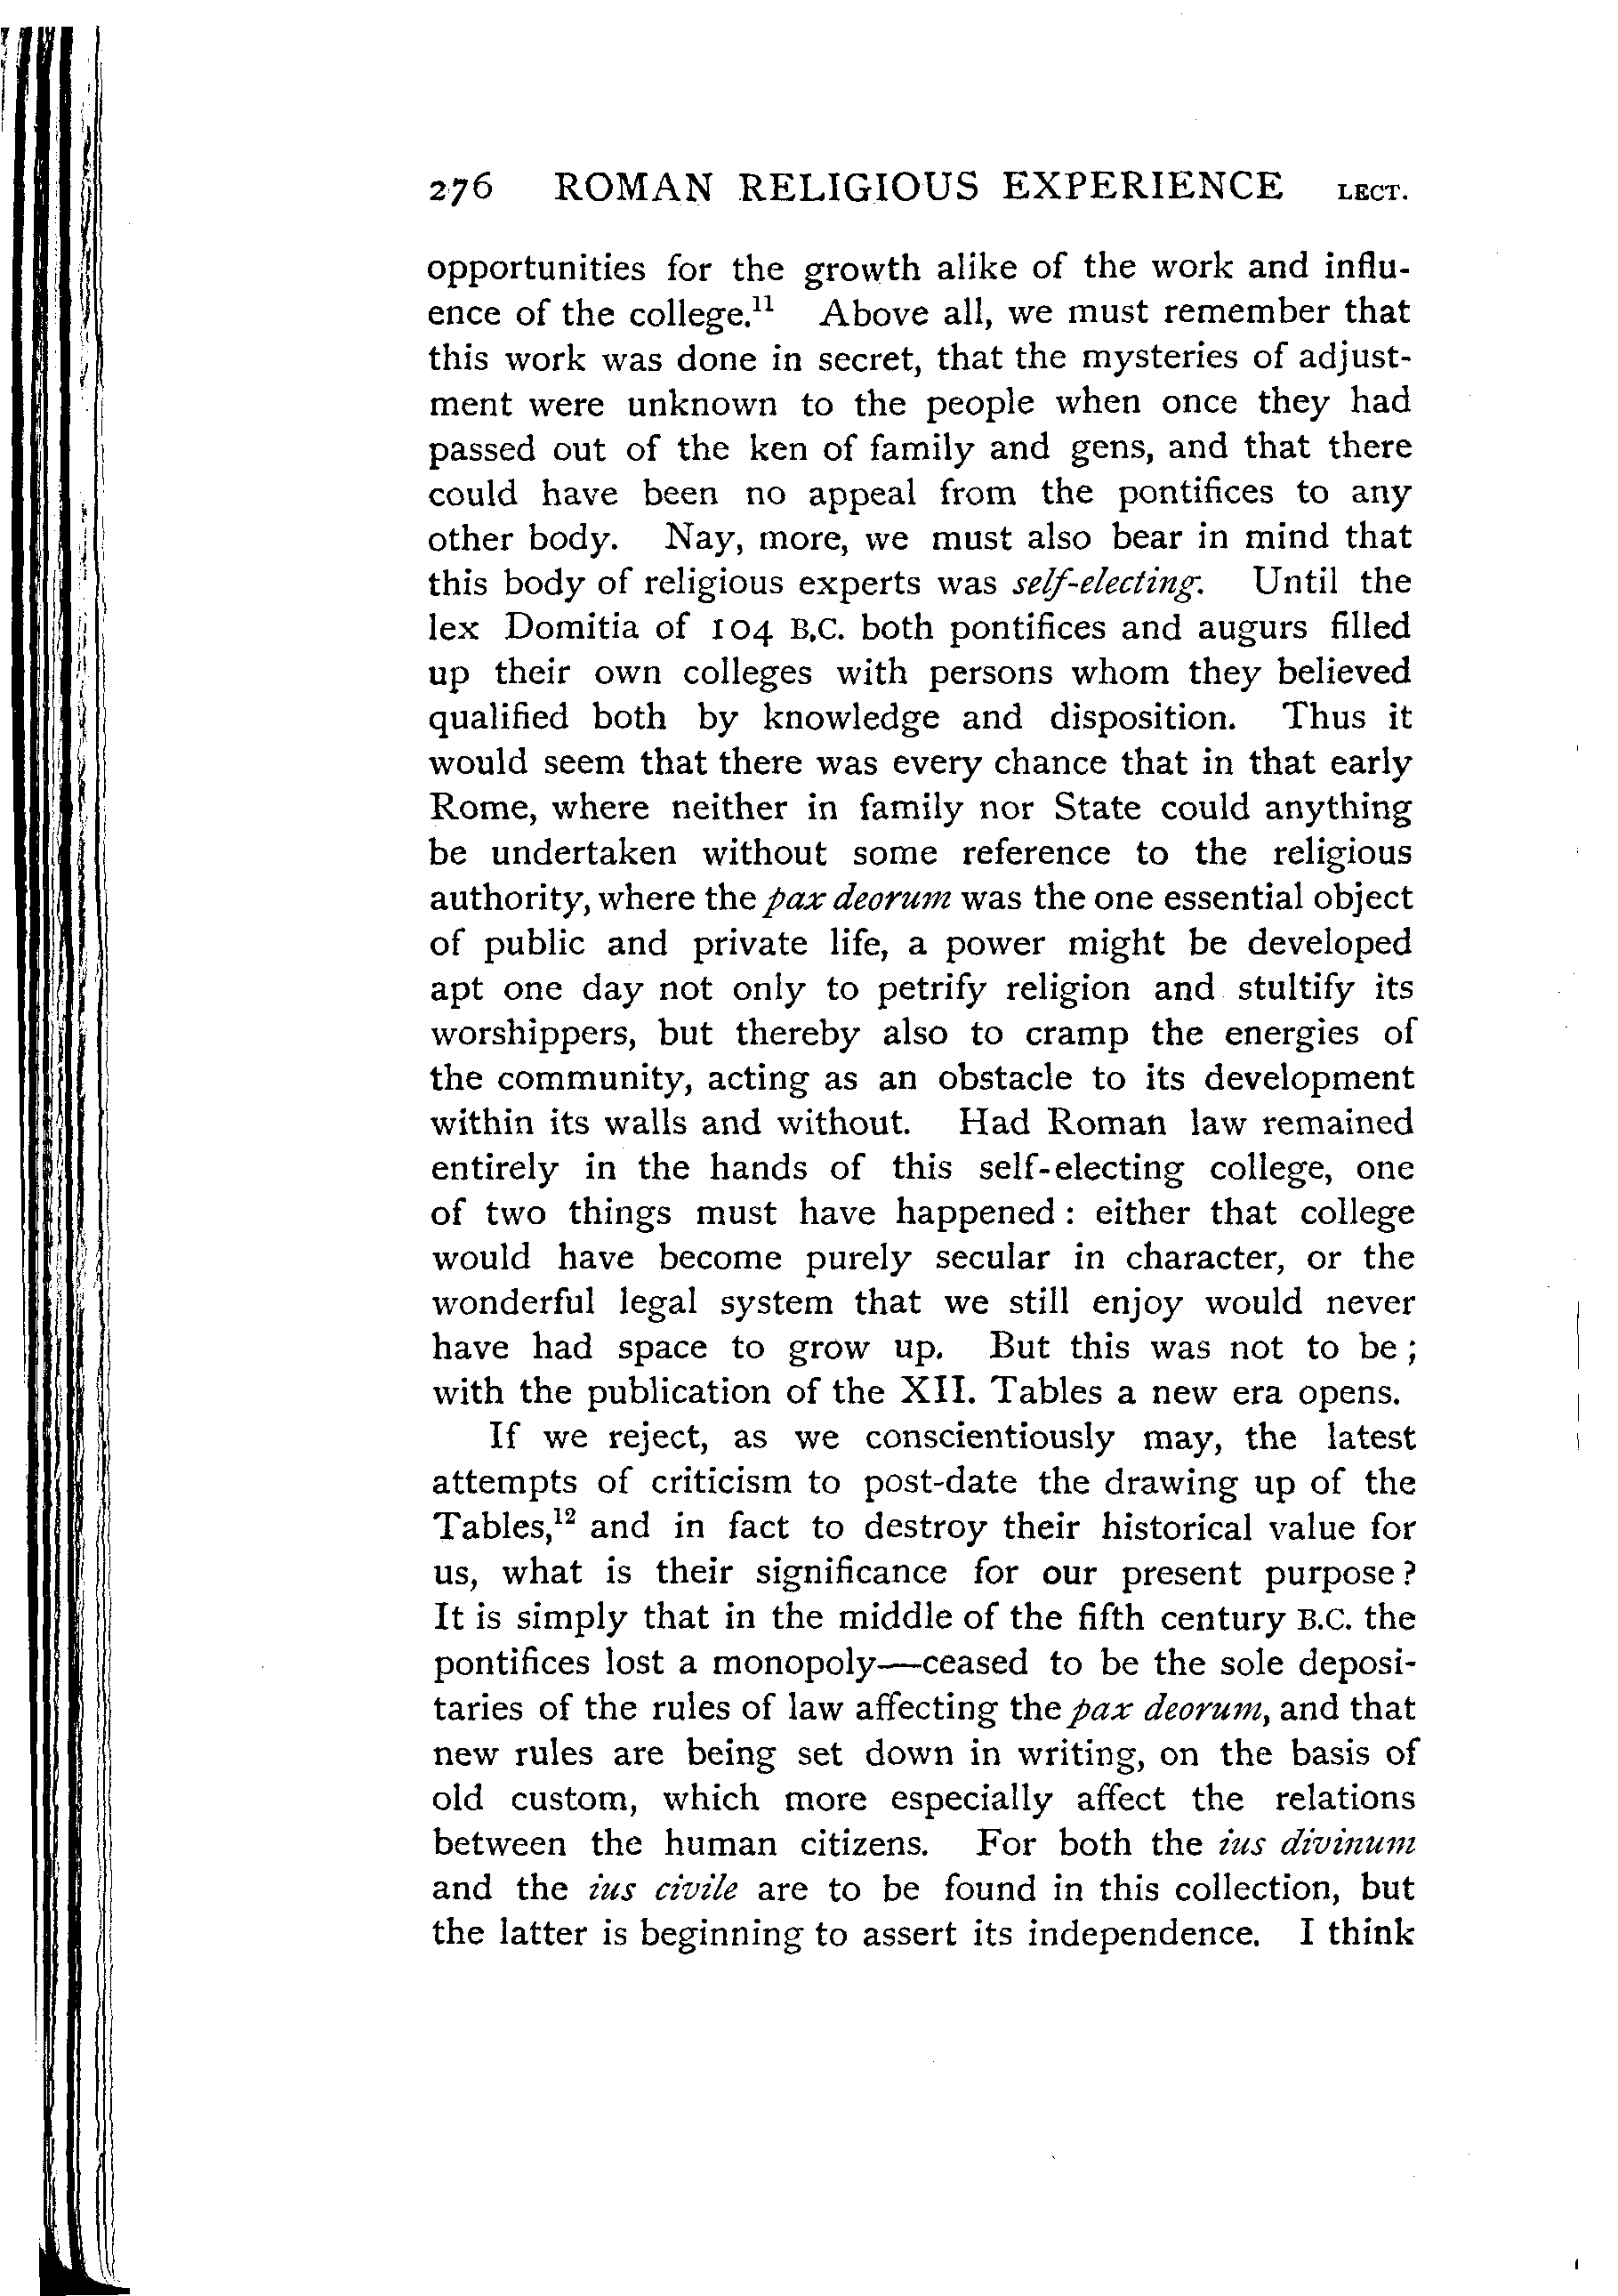 276 ROMAN RELIGIOUS EXPERIENCE LECT.
opportunities for the growth alike of the work and influ-
ence of the college.¹¹ Above all, we must remember that
this work was done in secret, that the mysteries of adjust-
ment were unknown to the people when once they had
passed out of the ken of family and gens, and that there
could have been no appeal from the pontifices to any
other body. Nay, more, we must also bear in mind that
this body of religious experts was self-electing. Until the
lex Domitia of 104 B.C. both pontifices and augurs filled
up their own colleges with persons whom they believed
qualified both by knowledge and disposition. Thus it
would seem that there was every chance that in that early
Rome, where neither in family nor State could anything
be undertaken without some reference to the religious
authority, where the pax deorum was the one essential object
of public and private life, a power might be developed
apt one day not only to petrify religion and stultify its
worshippers, but thereby also to cramp the energies of
the community, acting as an obstacle to its development
within its walls and without. Had Roman law remained
entirely in the hands of this self-electing college, one
of two things must have happened : either that college
would have become purely secular in character, or the
wonderful legal system that we still enjoy would never
have had space to grow up. But this was not to be ;
with the publication of the XII. Tables a new era opens.
If we reject, as we conscientiously may, the latest
attempts of criticism to post-date the drawing up of the
Tables,¹² and in fact to destroy their historical value for
us, what is their significance for our present purpose ?
It is simply that in the middle of the fifth century B.C. the
pontifices lost a monopoly—ceased to be the sole deposi-
taries of the rules of law affecting the pax deorum, and that
new rules are being set down in writing, on the basis of
old custom, which more especially affect the relations
between the human citizens. For both the ius divinum
and the ius civile are to be found in this collection, but
the latter is beginning to assert its independence. I think